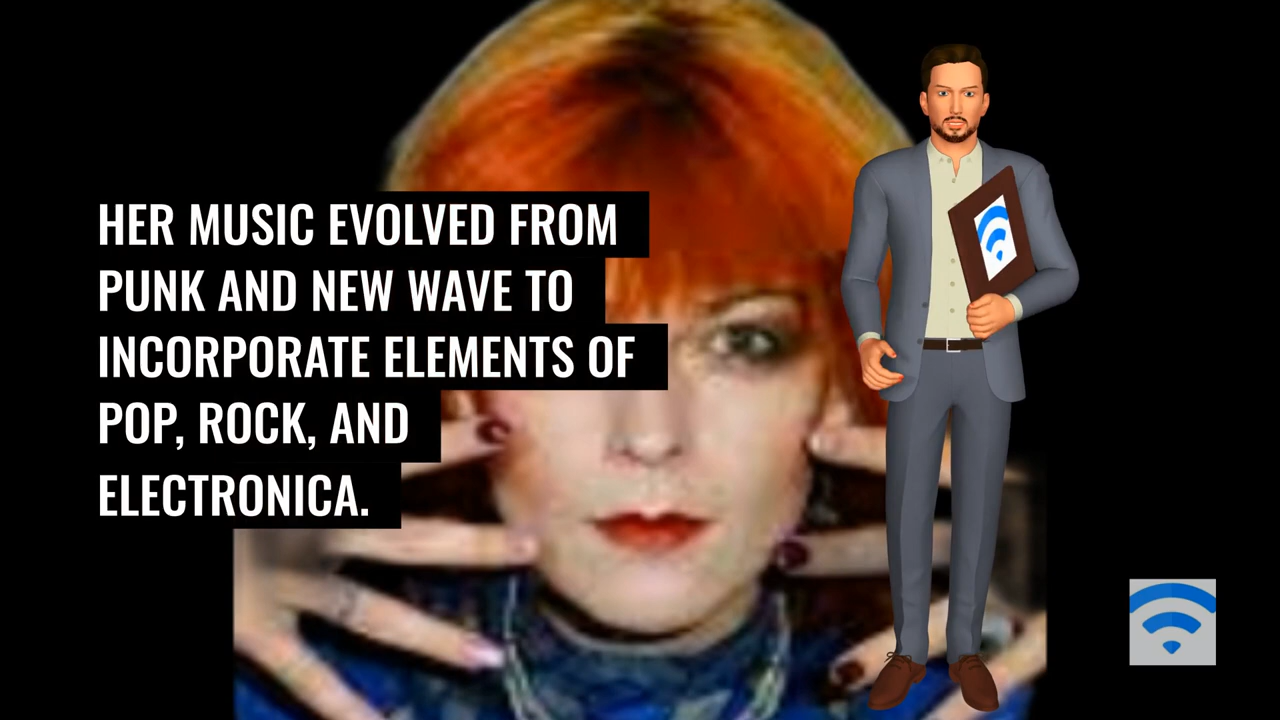 HER MUSIC EVOLVED FROM
PUNK AND NEW WAVE TO
INCORPORATE ELEMENTS OF
POP, ROCK, AND
ELECTRONICA.